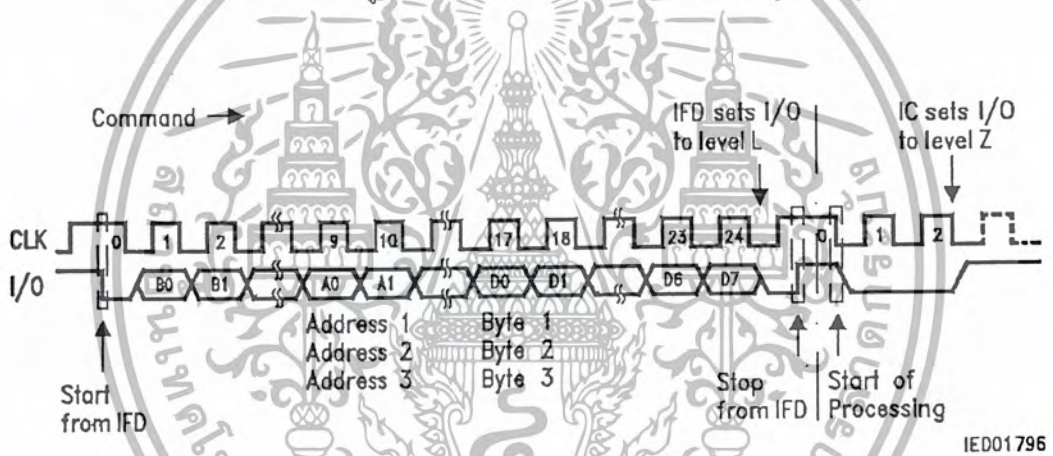 Command
IFD sets I/O
to level L
IC sets I/O
to level Z
CLK
0 1 2 9 10 17 18 23 24 0 1 2
I/O
B0 B1 A0 A1 D0 D1 D6 D7
Address 1 Byte 1
Address 2 Byte 2
Address 3 Byte 3
Start
from IFD
Stop
from IFD
Start of
Processing
IED01796